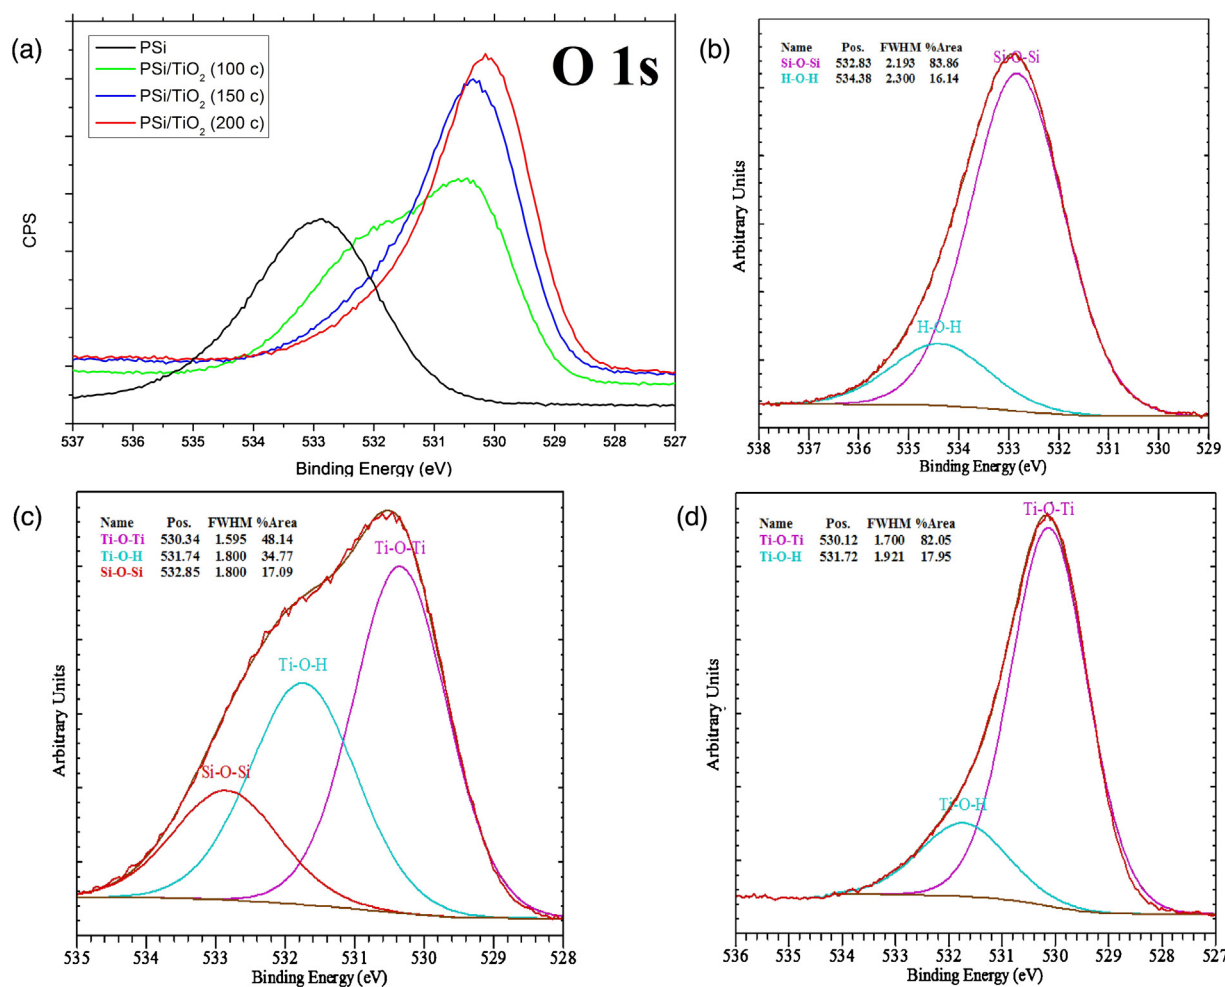 (a)
O 1s
PSi
PSi/TiO₂ (100 c)
PSi/TiO₂ (150 c)
PSi/TiO₂ (200 c)
CPS
537 536 535 534 533 532 531 530 529 528 527
Binding Energy (eV)
(b)
Name Pos. FWHM %Area
Si-O-Si 532.83 2.193 83.86
H-O-H 534.38 2.300 16.14
Si-O-Si
H-O-H
Arbitrary Units
538 537 536 535 534 533 532 531 530 529
Binding Energy (eV)
(c)
Name Pos. FWHM %Area
Ti-O-Ti 530.34 1.595 48.14
Ti-O-H 531.74 1.800 34.77
Si-O-Si 532.85 1.800 17.09
Ti-O-Ti
Ti-O-H
Si-O-Si
Arbitrary Units
535 534 533 532 531 530 529 528
Binding Energy (eV)
(d)
Name Pos. FWHM %Area
Ti-O-Ti 530.12 1.700 82.05
Ti-O-H 531.72 1.921 17.95
Ti-O-Ti
Ti-O-H
Arbitrary Units
536 535 534 533 532 531 530 529 528 527
Binding Energy (eV)